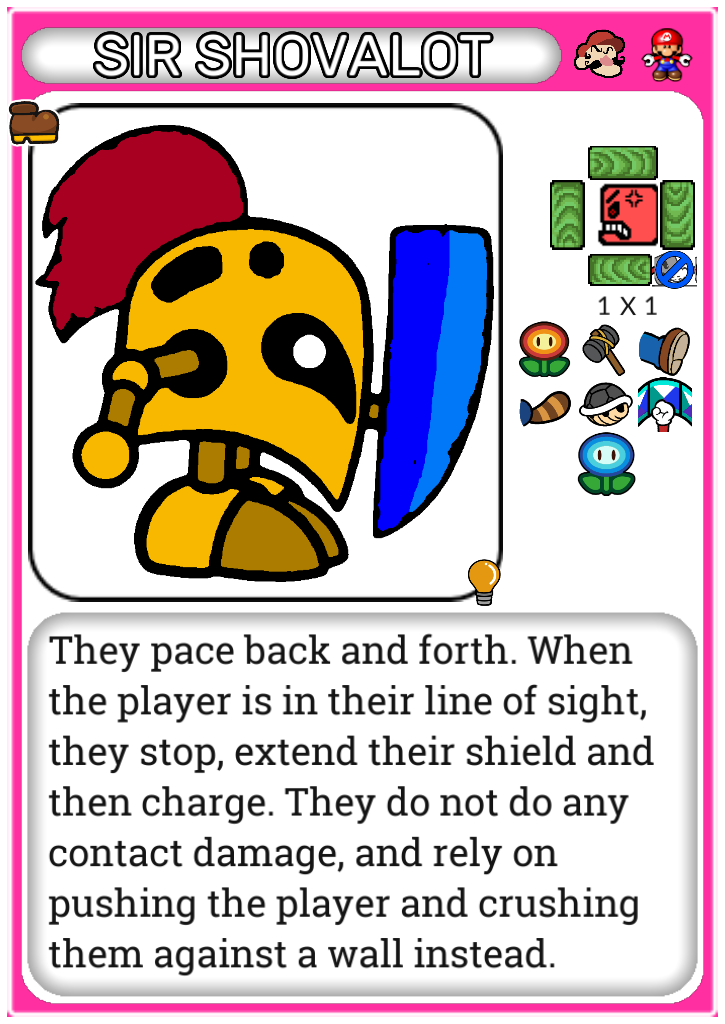 SIR SHOVALOT
1 X 1
They pace back and forth. When
the player is in their line of sight,
they stop, extend their shield and
then charge. They do not do any
contact damage, and rely on
pushing the player and crushing
them against a wall instead.